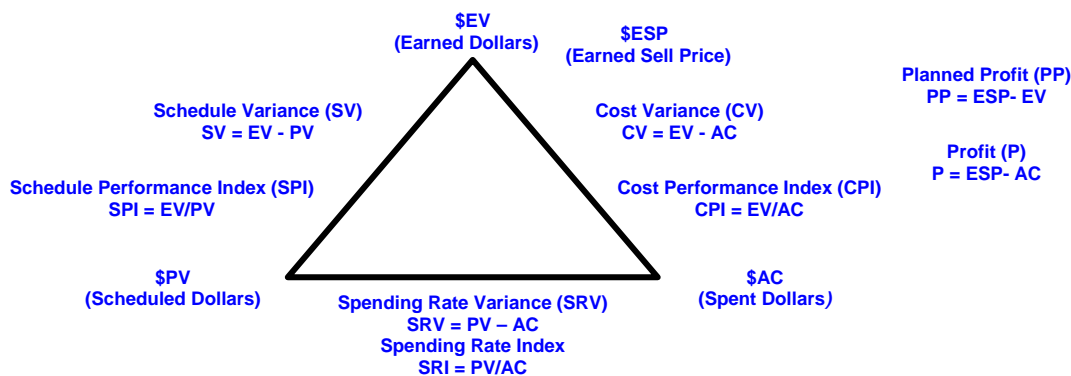 $EV
(Earned Dollars)
$ESP
(Earned Sell Price)
Planned Profit (PP)
PP = ESP- EV
Schedule Variance (SV)
SV = EV - PV
Cost Variance (CV)
CV = EV - AC
Profit (P)
P = ESP- AC
Schedule Performance Index (SPI)
SPI = EV/PV
Cost Performance Index (CPI)
CPI = EV/AC
$PV
(Scheduled Dollars)
$AC
(Spent Dollars)
Spending Rate Variance (SRV)
SRV = PV – AC
Spending Rate Index
SRI = PV/AC